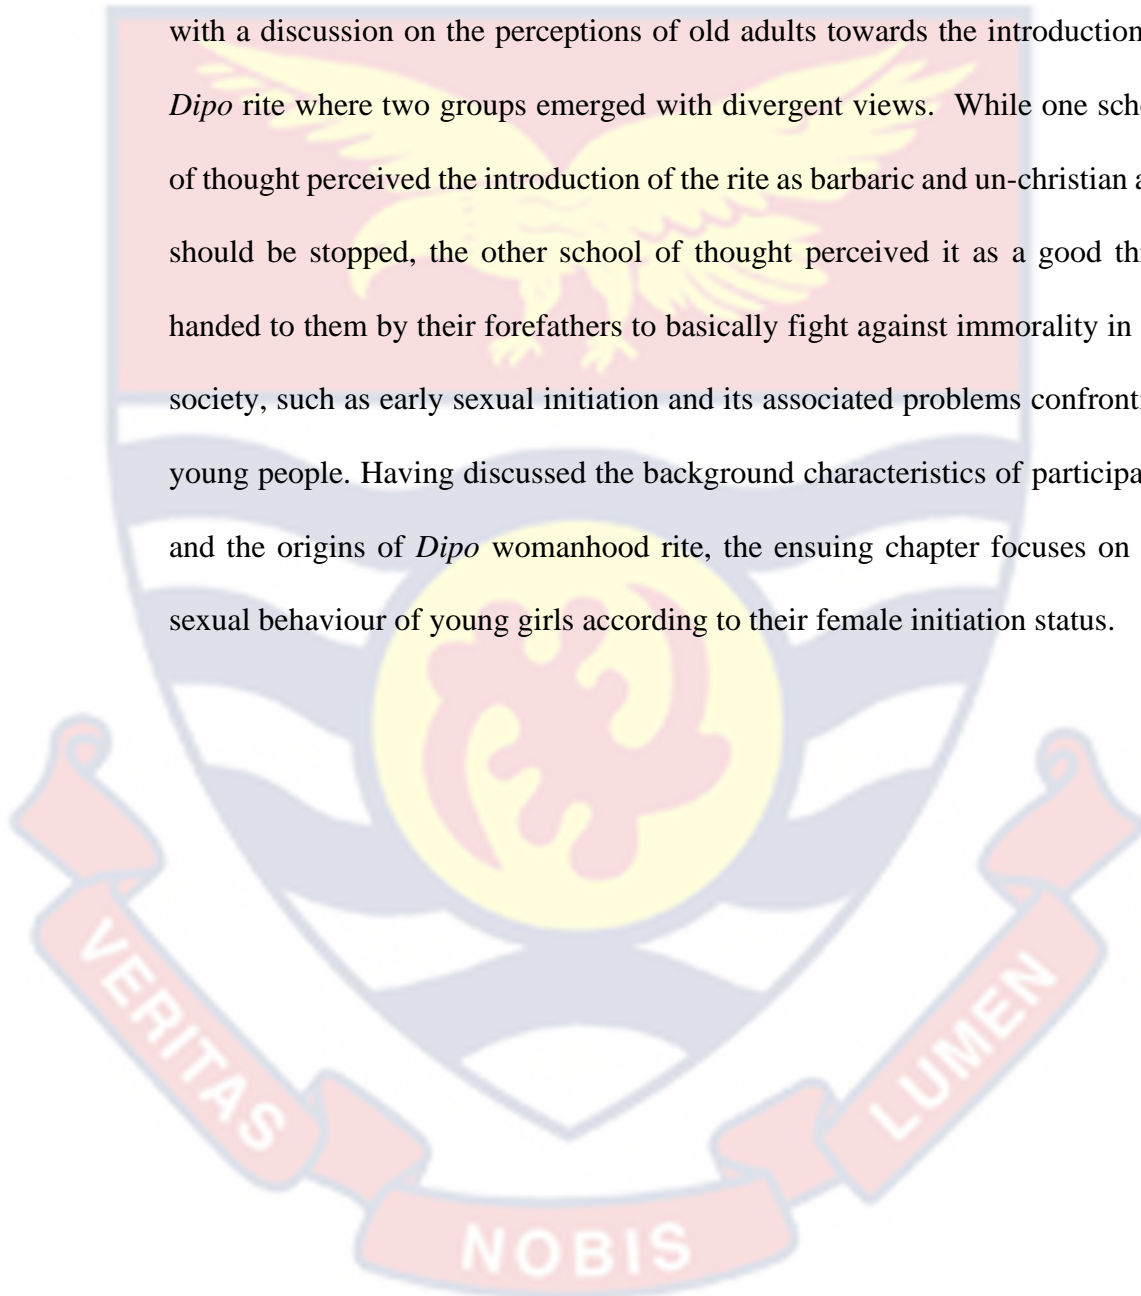 with a discussion on the perceptions of old adults towards the introduction
Dipo rite where two groups emerged with divergent views. While one scho
of thought perceived the introduction of the rite as barbaric and un-christian a
should be stopped, the other school of thought perceived it as a good thi
handed to them by their forefathers to basically fight against immorality in
society, such as early sexual initiation and its associated problems confronti
young people. Having discussed the background characteristics of participa
and the origins of Dipo womanhood rite, the ensuing chapter focuses on
sexual behaviour of young girls according to their female initiation status.
VERITAS
NOBIS
LUMEN